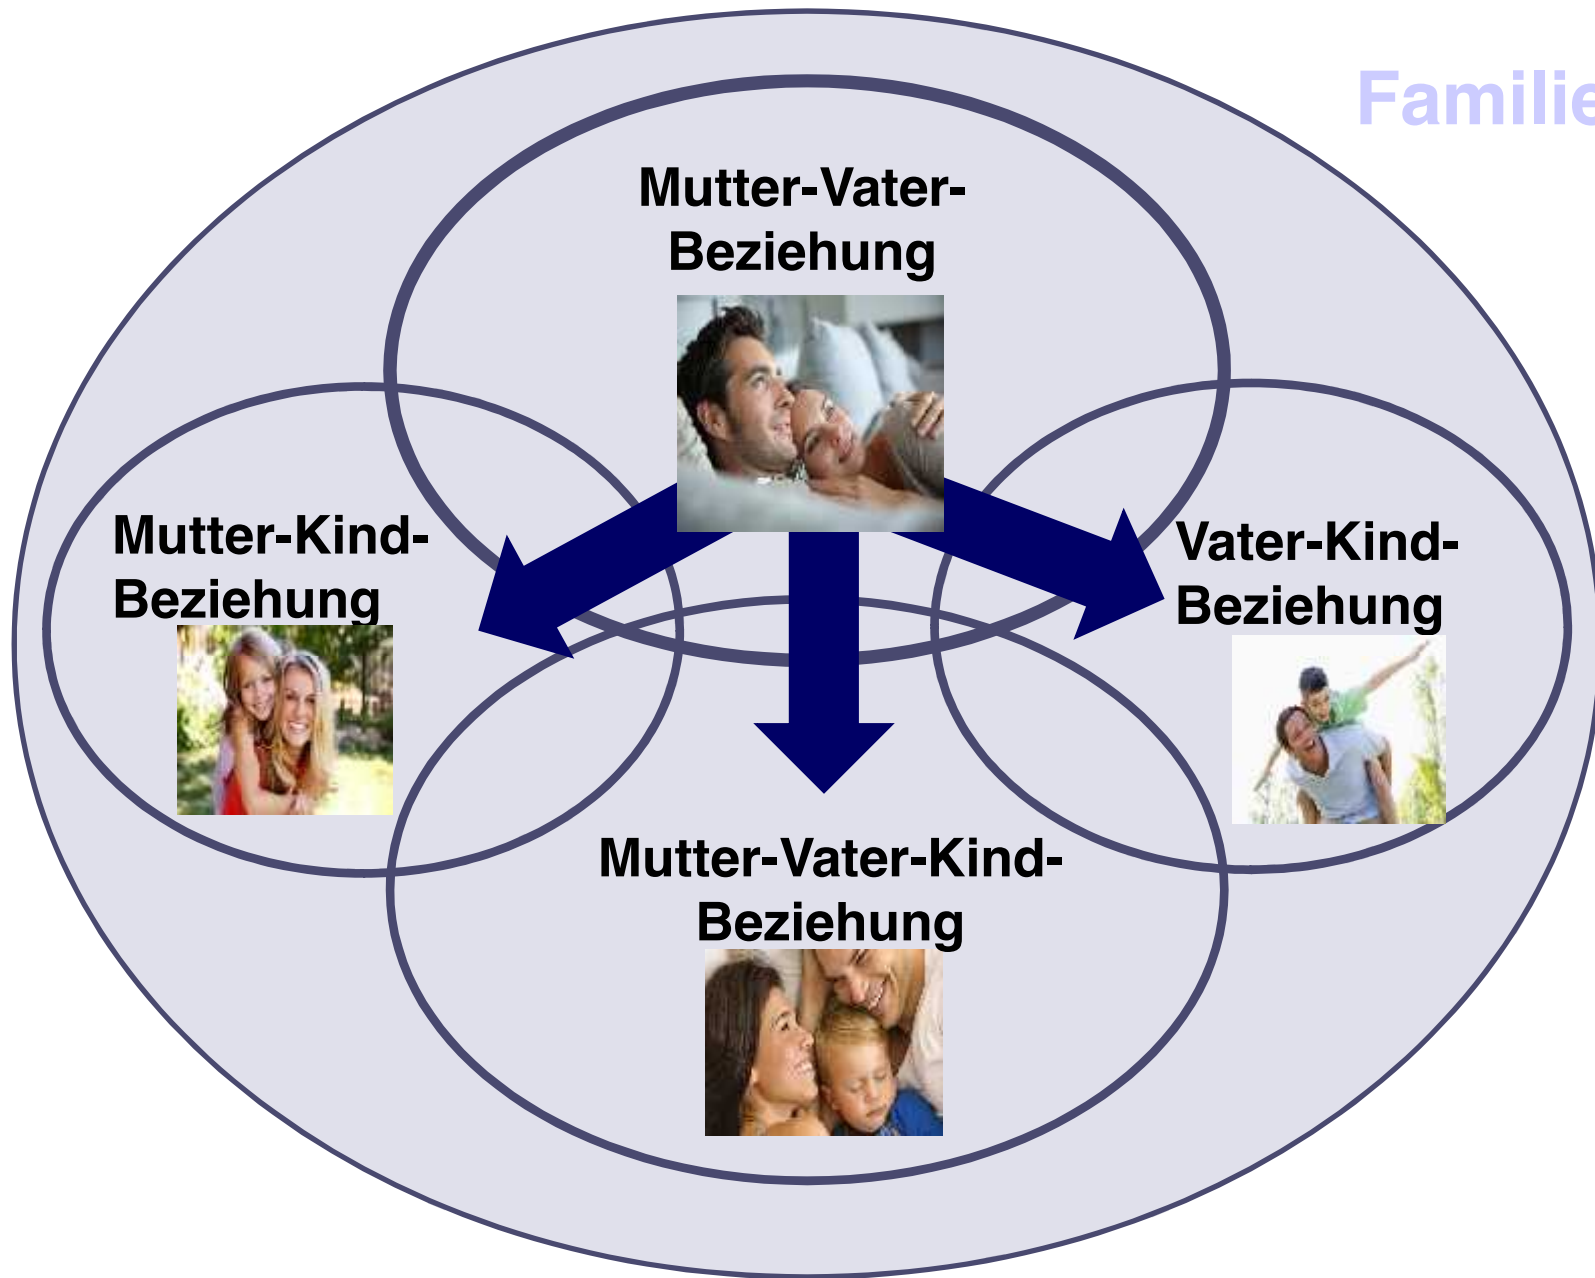 Familie
Mutter-Vater-
Beziehung
Mutter-Kind-
Beziehung
Vater-Kind-
Beziehung
Mutter-Vater-Kind-
Beziehung